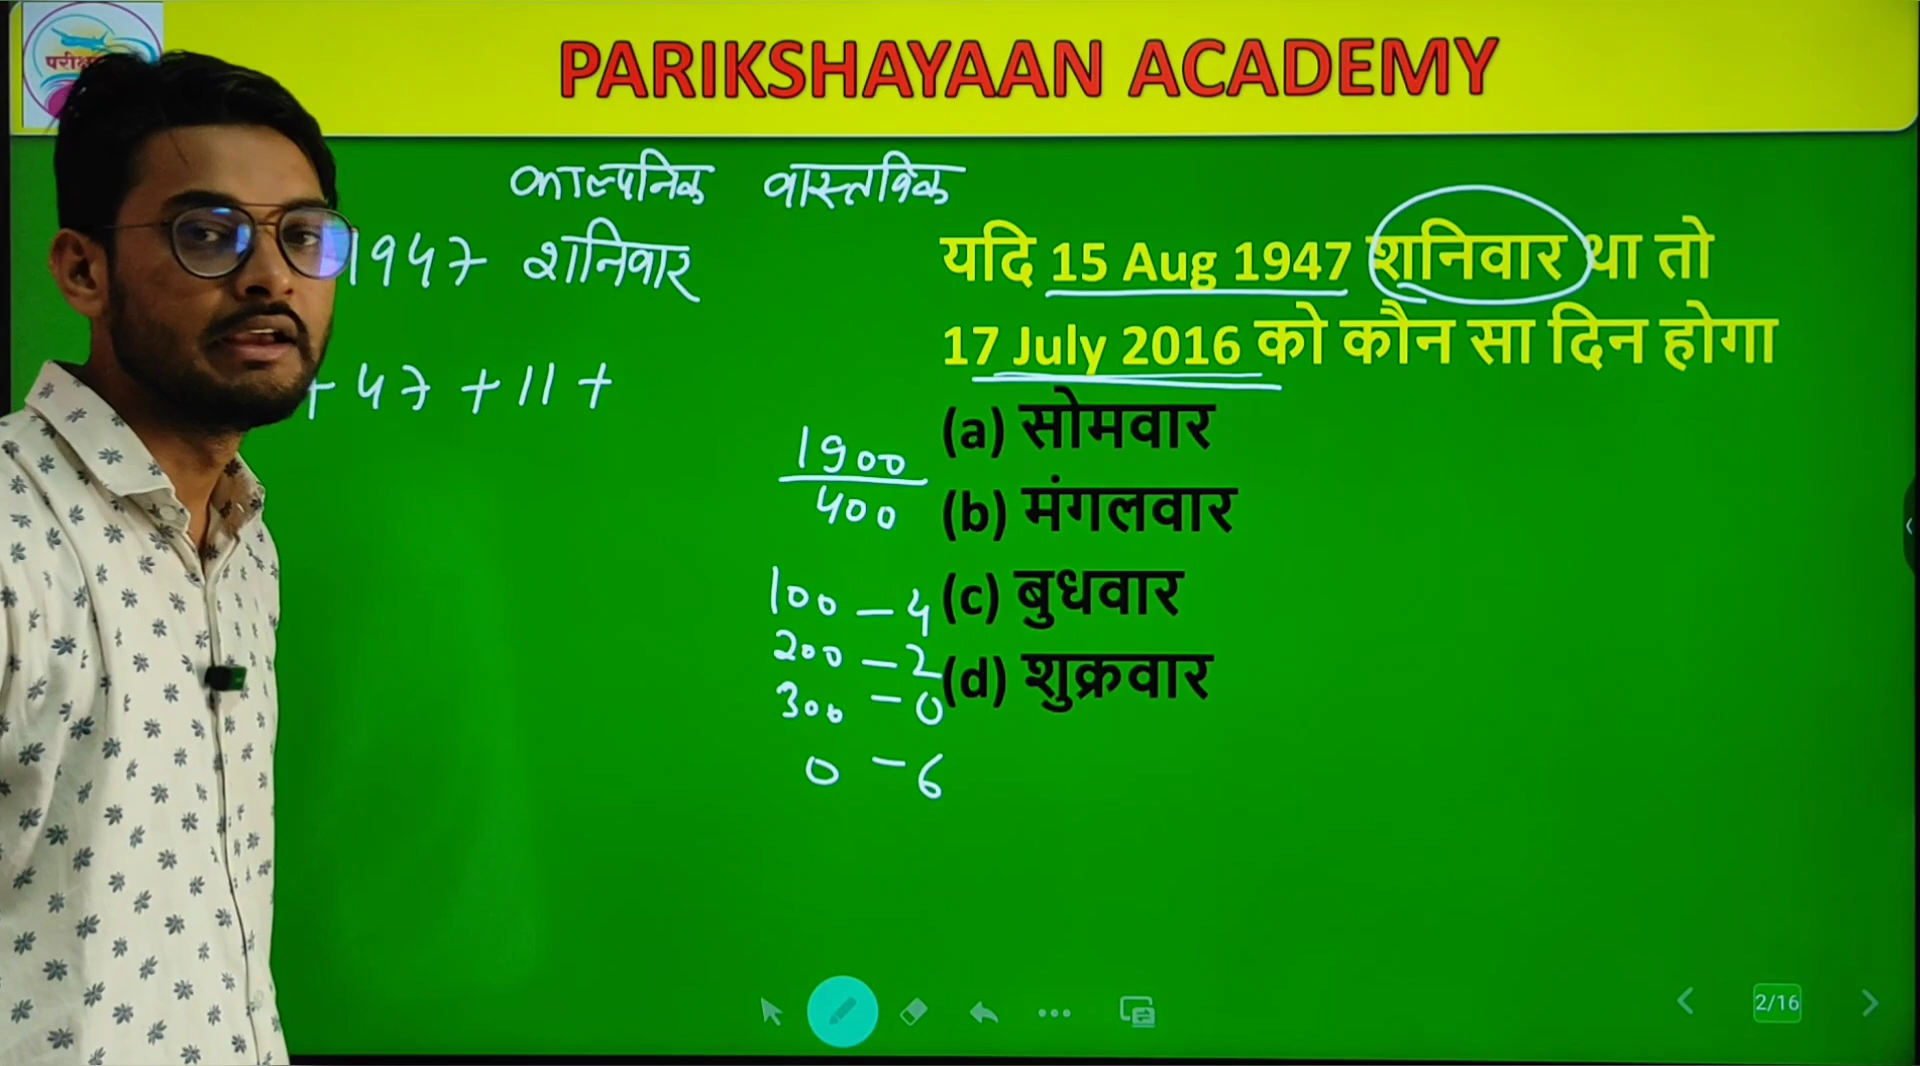 PARIKSHAYAAN ACADEMY
काल्पनिक वास्तविक
1947 शनिवार
+ 47 + 11 +
यदि 15 Aug 1947 शनिवार था तो
17 July 2016 को कौन सा दिन होगा
(a) सोमवार
(b) मंगलवार
(c) बुधवार
(d) शुक्रवार
1900
400
100 – 4
200 – 2
300 – 0
0 – 6
2/16